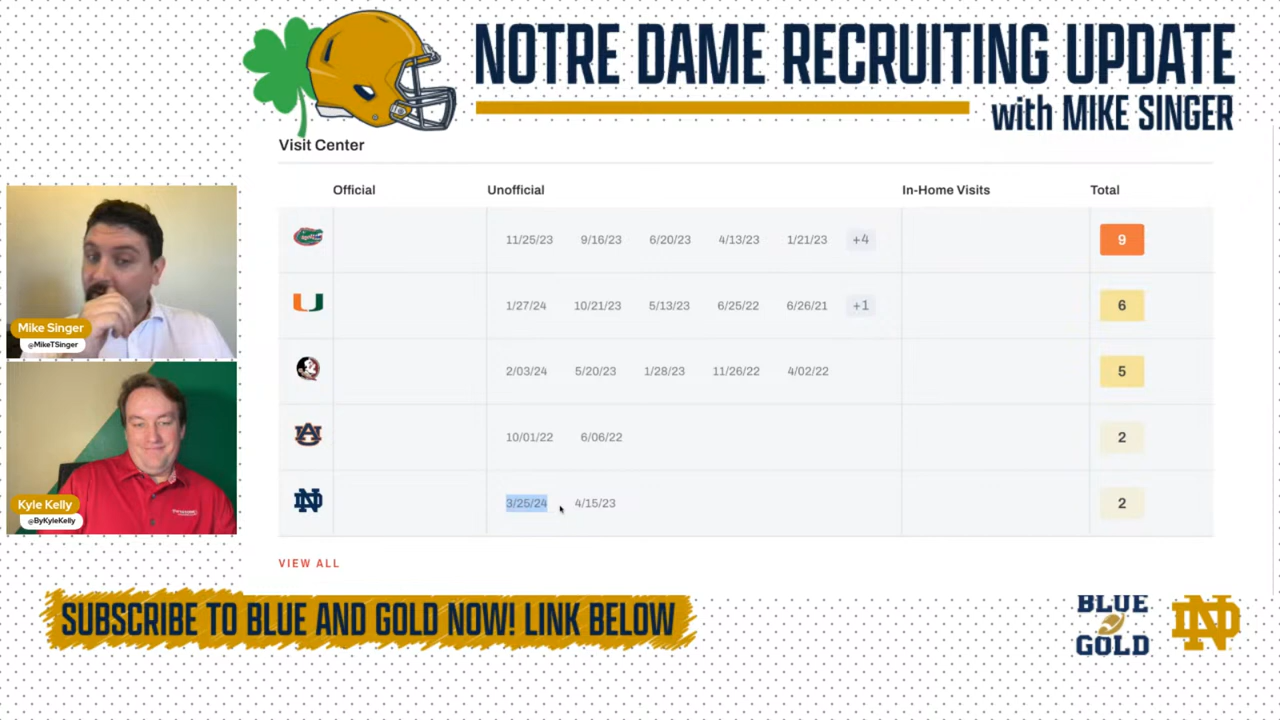 NOTRE DAME RECRUITING UPDATE
with MIKE SINGER
Visit Center
Official Unofficial In-Home Visits Total
Gators 11/25/23 9/16/23 6/20/23 4/13/23 1/21/23 +4 9
U 1/27/24 10/21/23 5/13/23 6/25/22 6/26/21 +1 6
2/03/24 5/20/23 1/28/23 11/26/22 4/02/22 5
AU 10/01/22 6/06/22 2
ND 3/25/24 4/15/23 2
VIEW ALL
Mike Singer
@MikeTSinger
Kyle Kelly
@ByKyleKelly
SUBSCRIBE TO BLUE AND GOLD NOW! LINK BELOW
BLUE
GOLD
ND